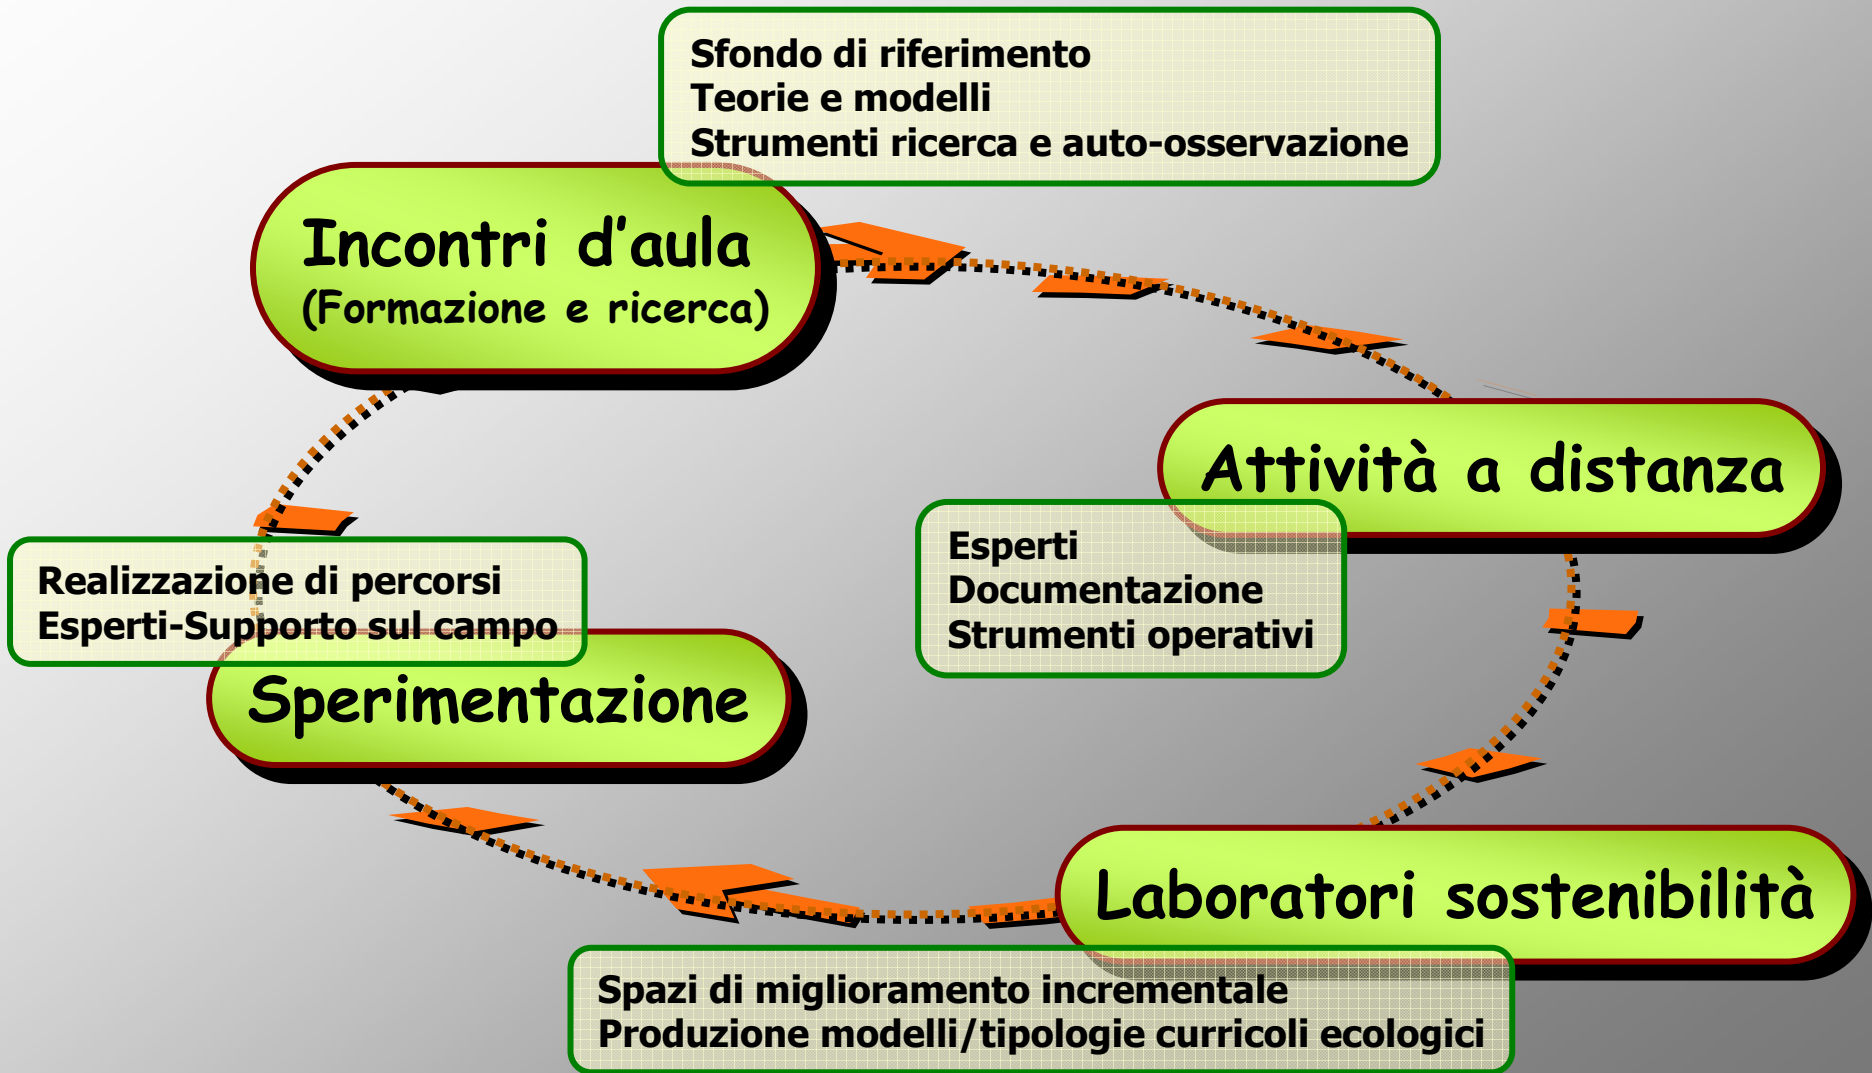 Sfondo di riferimento
Teorie e modelli
Strumenti ricerca e auto-osservazione
Incontri d'aula
(Formazione e ricerca)
Attività a distanza
Esperti
Documentazione
Strumenti operativi
Realizzazione di percorsi
Esperti-Supporto sul campo
Sperimentazione
Laboratori sostenibilità
Spazi di miglioramento incrementale
Produzione modelli/tipologie curricoli ecologici